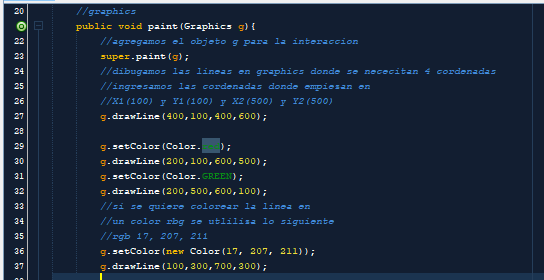 20 //graphics
public void paint(Graphics g){
22 //agregamos el objeto g para la interaccion
23 super.paint(g);
24 //dibugamos las lineas en graphics donde se nececitan 4 cordenadas
25 //ingresamos las cordenadas donde empiesan en
26 //X1(100) y Y1(100) y X2(500) y Y2(500)
27 g.drawLine(400,100,400,600);
28
29 g.setColor(Color.);
30 g.drawLine(200,100,600,500);
31 g.setColor(Color.GREEN);
32 g.drawLine(200,500,600,100);
33 //si se quiere colorear la linea en
34 //un color rbg se utlilisa lo siguiente
35 //rgb 17, 207, 211
36 g.setColor(new Color(17, 207, 211));
37 g.drawLine(100,300,700,300);